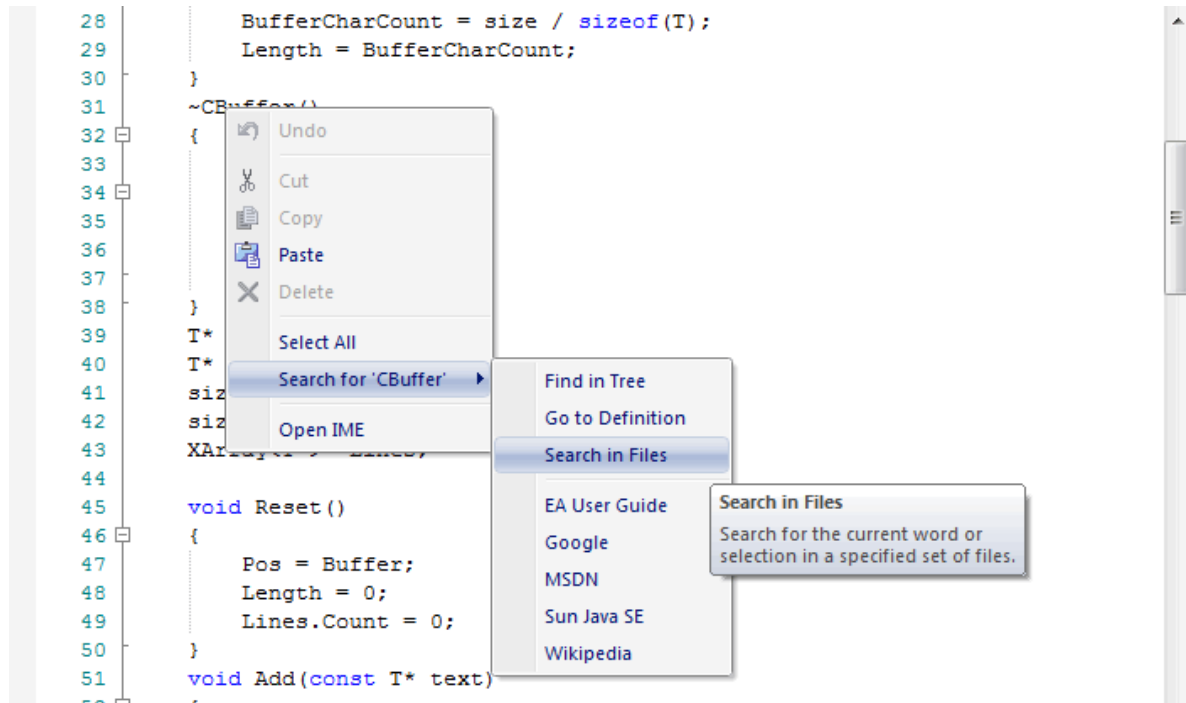 28 BufferCharCount = size / sizeof(T);
29 Length = BufferCharCount;
30 }
31 ~CBuffer()
32 {
33
34
35
36
37
38 }
39 T*
40 T*
41 siz
42 siz
43
44
45 void Reset()
46 {
47 Pos = Buffer;
48 Length = 0;
49 Lines.Count = 0;
50 }
51 void Add(const T* text)
Undo
Cut
Copy
Paste
Delete
Select All
Search for 'CBuffer'
Open IME
Find in Tree
Go to Definition
Search in Files
EA User Guide
Google
MSDN
Sun Java SE
Wikipedia
Search in Files
Search for the current word or
selection in a specified set of files.